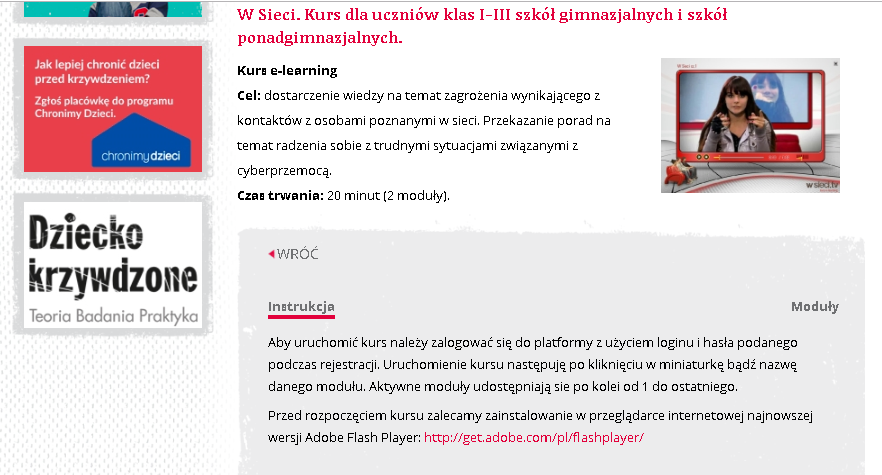 W Sieci. Kurs dla uczniów klas I-III szkół gimnazjalnych i szkół
ponadgimnazjalnych.
Jak lepiej chronić dzieci
przed krzywdzeniem?
Zgłoś placówkę do programu
Chronimy Dzieci.
chronimydzieci
Dziecko
krzywdzone
Teoria Badania Praktyka
Kurs e-learning
Cel: dostarczenie wiedzy na temat zagrożenia wynikającego z
kontaktów z osobami poznanymi w sieci. Przekazanie porad na
temat radzenia sobie z trudnymi sytuacjami związanymi z
cyberprzemocą.
Czas trwania: 20 minut (2 moduły).
W Sieci
wsieci.tv
WRÓĆ
Instrukcja
Moduły
Aby uruchomić kurs należy zalogować się do platformy z użyciem loginu i hasła podanego
podczas rejestracji. Uruchomienie kursu następuję po kliknięciu w miniaturkę bądź nazwę
danego modułu. Aktywne moduły udostępniają sie po kolei od 1 do ostatniego.
Przed rozpoczęciem kursu zalecamy zainstalowanie w przeglądarce internetowej najnowszej
wersji Adobe Flash Player: http://get.adobe.com/pl/flashplayer/